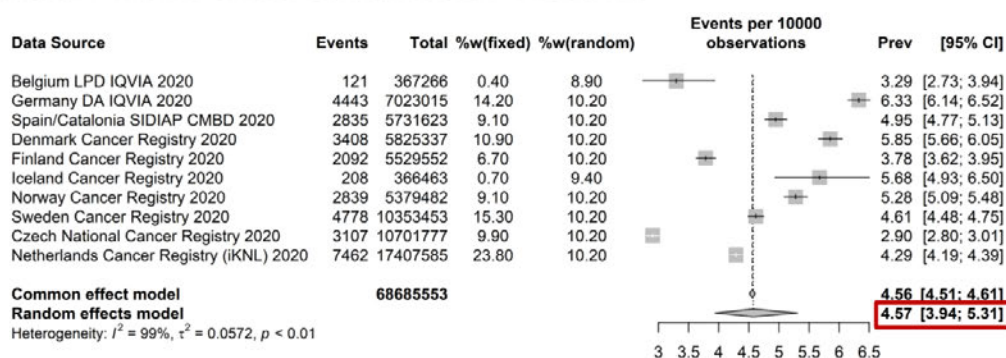 Events per 10000
Data Source Events Total %w(fixed) %w(random) observations Prev [95% CI]
Belgium LPD IQVIA 2020 121 367266 0.40 8.90 3.29 [2.73; 3.94]
Germany DA IQVIA 2020 4443 7023015 14.20 10.20 6.33 [6.14; 6.52]
Spain/Catalonia SIDIAP CMBD 2020 2835 5731623 9.10 10.20 4.95 [4.77; 5.13]
Denmark Cancer Registry 2020 3408 5825337 10.90 10.20 5.85 [5.66; 6.05]
Finland Cancer Registry 2020 2092 5529552 6.70 10.20 3.78 [3.62; 3.95]
Iceland Cancer Registry 2020 208 366463 0.70 9.40 5.68 [4.93; 6.50]
Norway Cancer Registry 2020 2839 5379482 9.10 10.20 5.28 [5.09; 5.48]
Sweden Cancer Registry 2020 4778 10353453 15.30 10.20 4.61 [4.48; 4.75]
Czech National Cancer Registry 2020 3107 10701777 9.90 10.20 2.90 [2.80; 3.01]
Netherlands Cancer Registry (iKNL) 2020 7462 17407585 23.80 10.20 4.29 [4.19; 4.39]
Common effect model 68685553 4.56 [4.51; 4.61]
Random effects model 4.57 [3.94; 5.31]
Heterogeneity: I² = 99%, τ² = 0.0572, p < 0.01
3 3.5 4 4.5 5 5.5 6 6.5